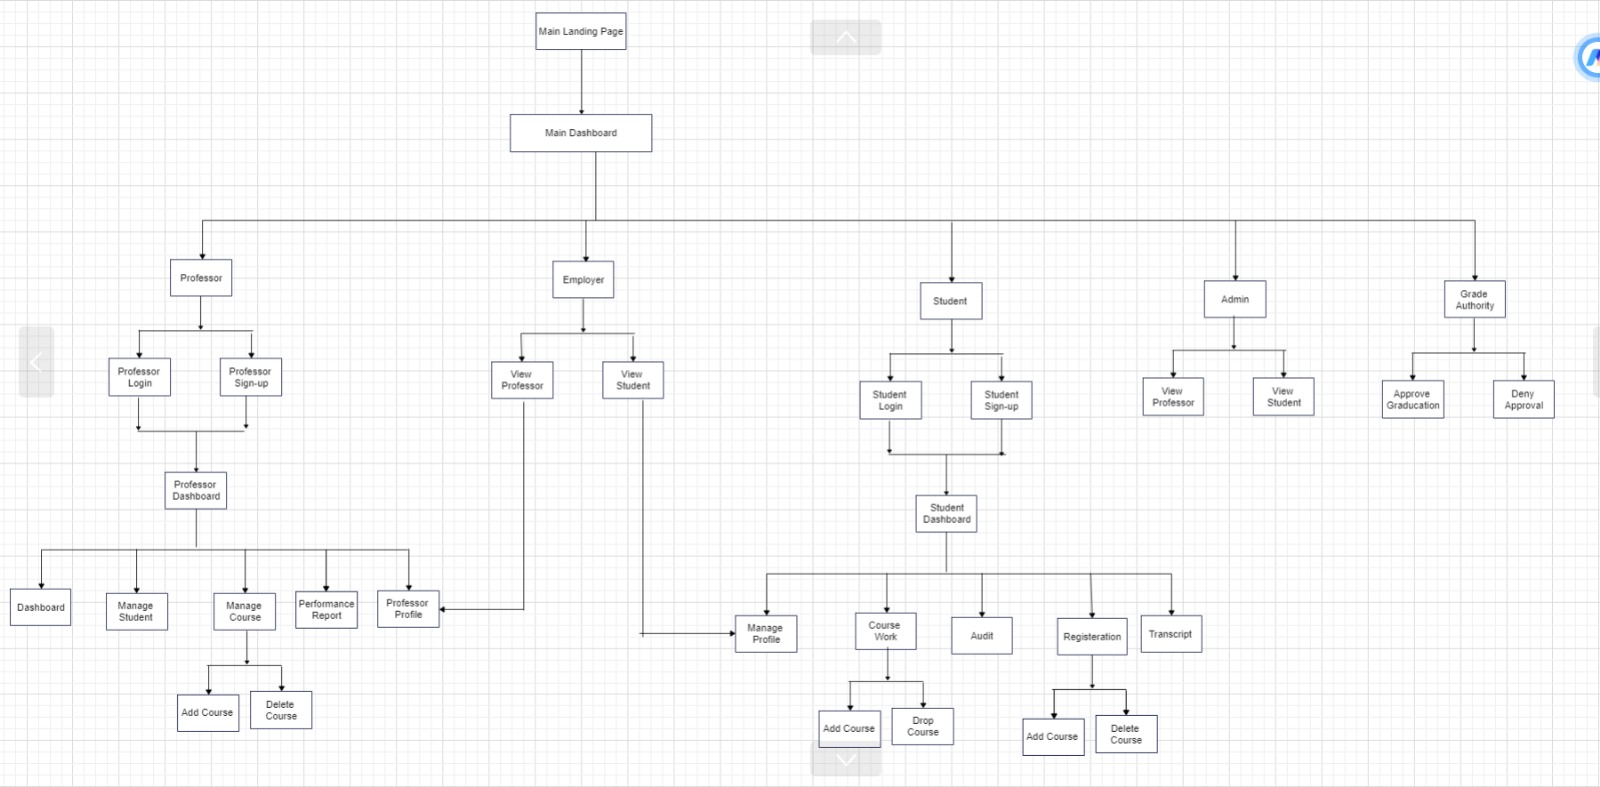 Main Landing Page
Main Dashboard
Professor
Employer
Student
Admin
Grade
Authority
Professor
Login
Professor
Sign-up
View
Professor
View
Student
Student
Login
Student
Sign-up
View
Professor
View
Student
Approve
Graducation
Deny
Approval
Professor
Dashboard
Student
Dashboard
Dashboard
Manage
Student
Manage
Course
Performance
Report
Professor
Profile
Manage
Profile
Course
Work
Audit
Registeration
Transcript
Add Course
Delete
Course
Add Course
Drop
Course
Add Course
Delete
Course